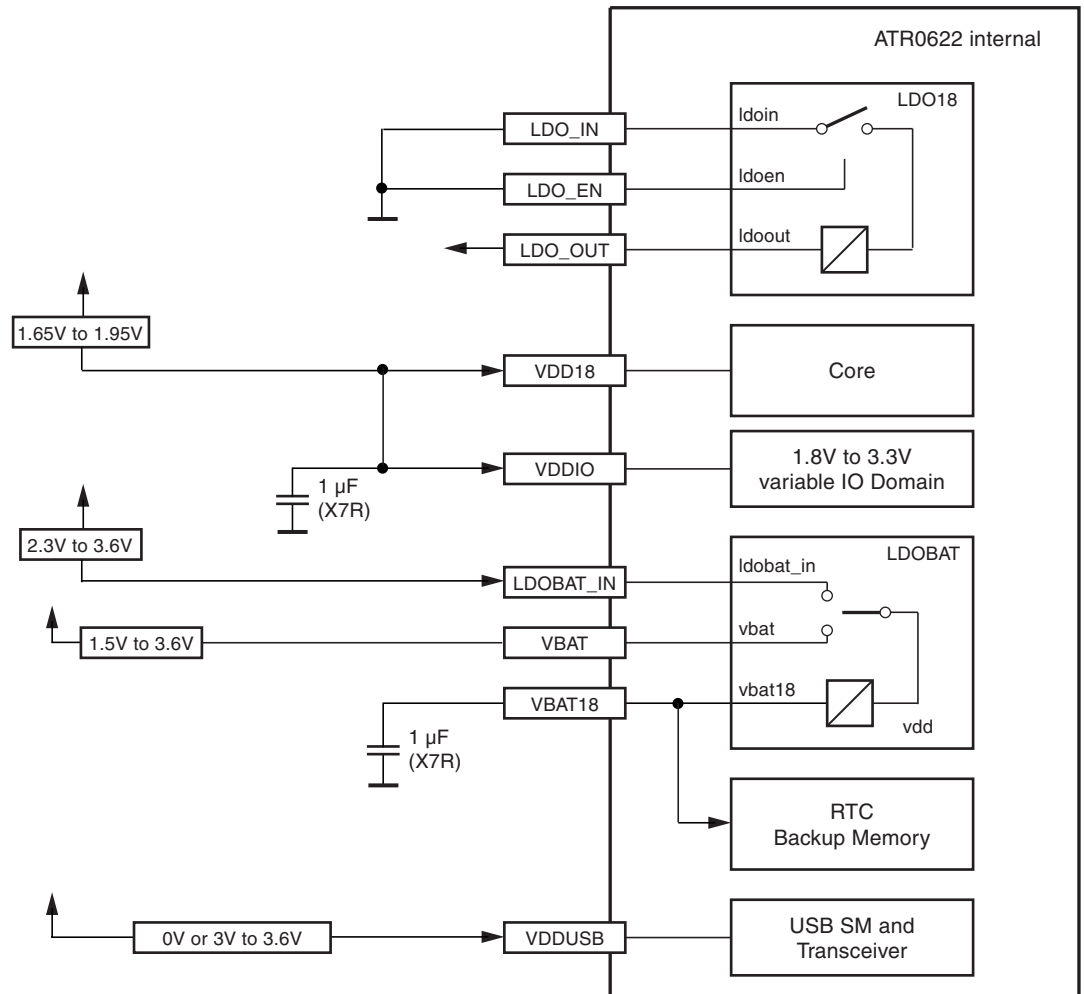 ATR0622 internal
LDO18
LDO_IN
ldoin
LDO_EN
ldoen
LDO_OUT
ldoout
1.65V to 1.95V
VDD18
Core
VDDIO
1.8V to 3.3V
variable IO Domain
1 µF
(X7R)
2.3V to 3.6V
LDOBAT
LDOBAT_IN
ldobat_in
1.5V to 3.6V
VBAT
vbat
VBAT18
vbat18
vdd
1 µF
(X7R)
RTC
Backup Memory
0V or 3V to 3.6V
VDDUSB
USB SM and
Transceiver